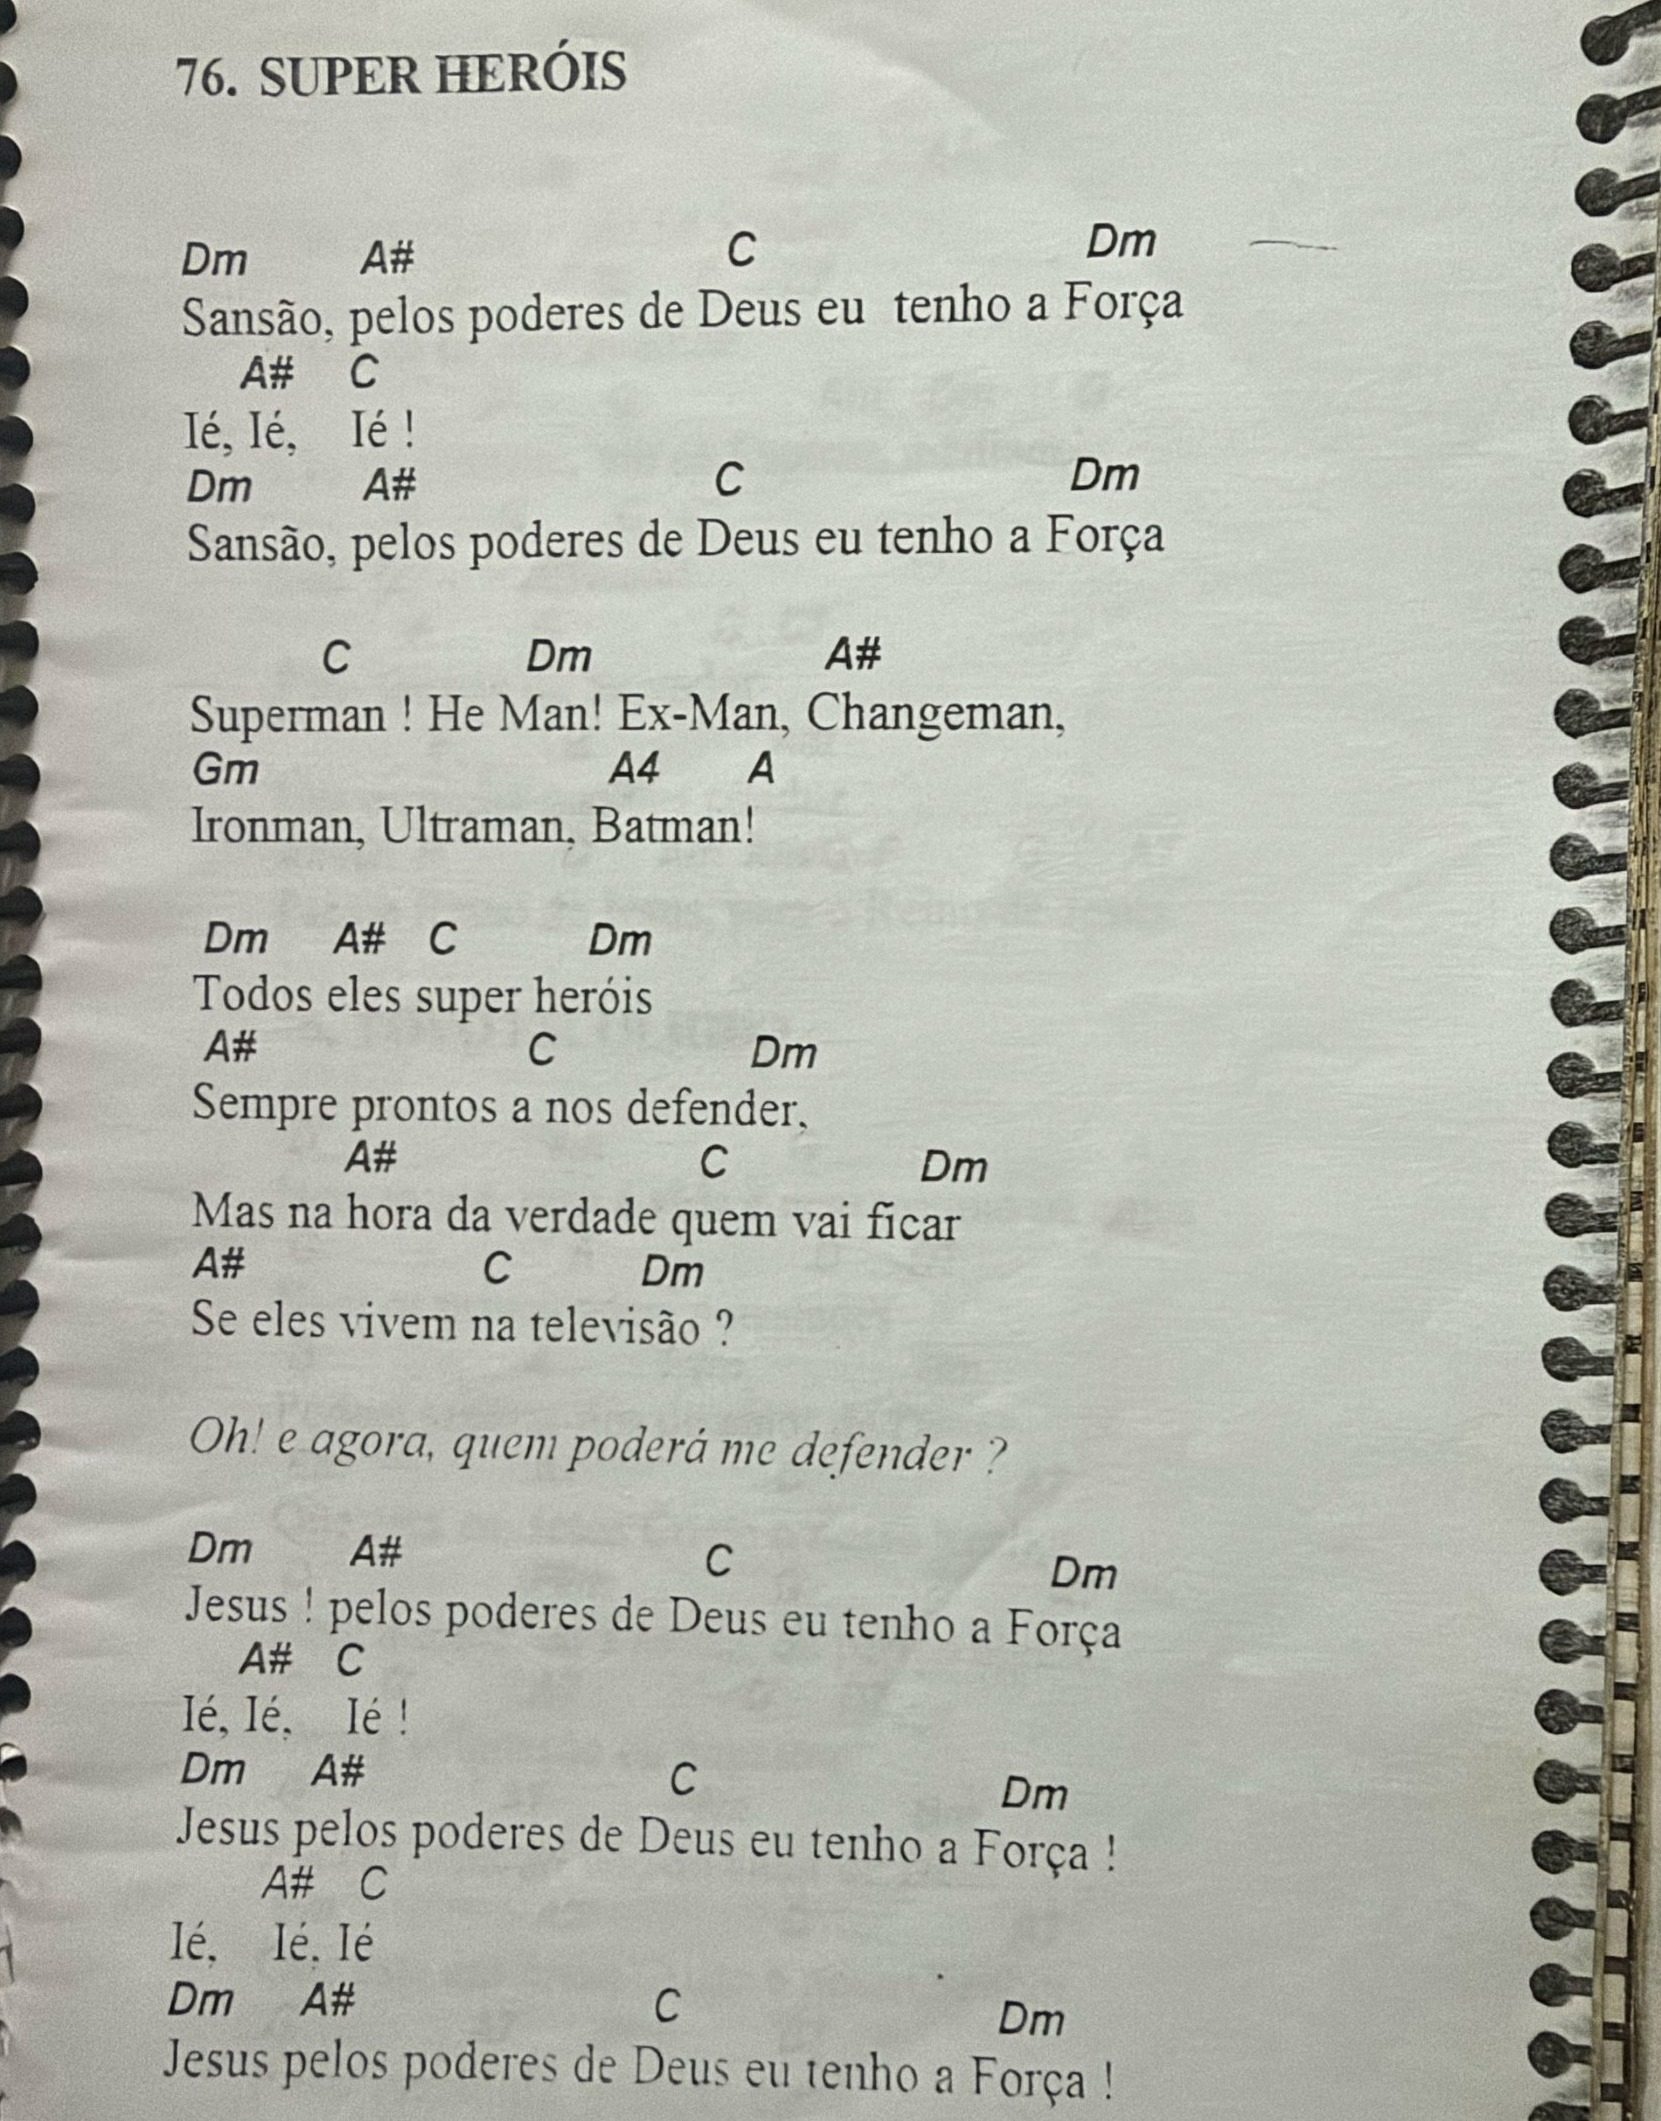 76. SUPER HERÓIS
Dm A# C Dm
Sansão, pelos poderes de Deus eu tenho a Força
A# C
Ié, Ié, Ié !
Dm A# C Dm
Sansão, pelos poderes de Deus eu tenho a Força
C Dm A#
Superman ! He Man! Ex-Man, Changeman,
Gm A4 A
Ironman, Ultraman, Batman!
Dm A# C Dm
Todos eles super heróis
A# C Dm
Sempre prontos a nos defender,
A# C Dm
Mas na hora da verdade quem vai ficar
A# C Dm
Se eles vivem na televisão ?
Oh! e agora, quem poderá me defender ?
Dm A# C Dm
Jesus ! pelos poderes de Deus eu tenho a Força
A# C
Ié, Ié, Ié !
Dm A# C Dm
Jesus pelos poderes de Deus eu tenho a Força !
A# C
Ié, Ié, Ié
Dm A# C Dm
Jesus pelos poderes de Deus eu tenho a Força !